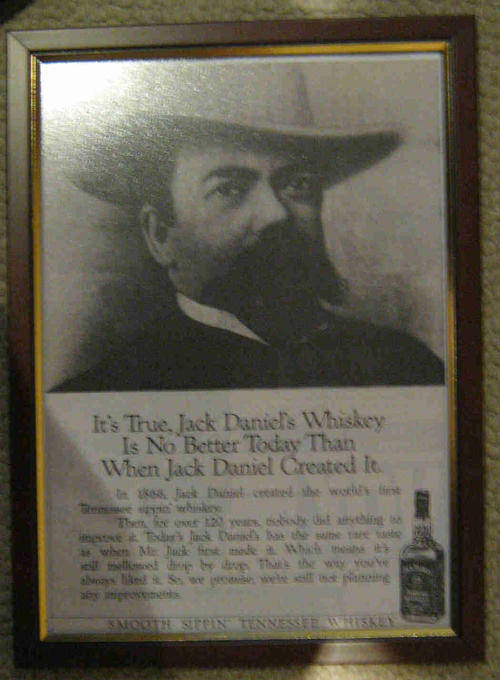 It's True, Jack Daniel's Whiskey
Is No Better Today Than
When Jack Daniel Created It.
In 1866, Jack Daniel created the world's first
Tennessee sippin' whiskey.
Then, for over 120 years, nobody did anything to
improve it. Today's Jack Daniel's has the same rare taste
as when Mr. Jack first made it. Which means it's
still mellowed drop by drop. That's the way you've
always liked it. So, we promise, we're still not planning
any improvements.
SMOOTH SIPPIN' TENNESSEE WHISKEY